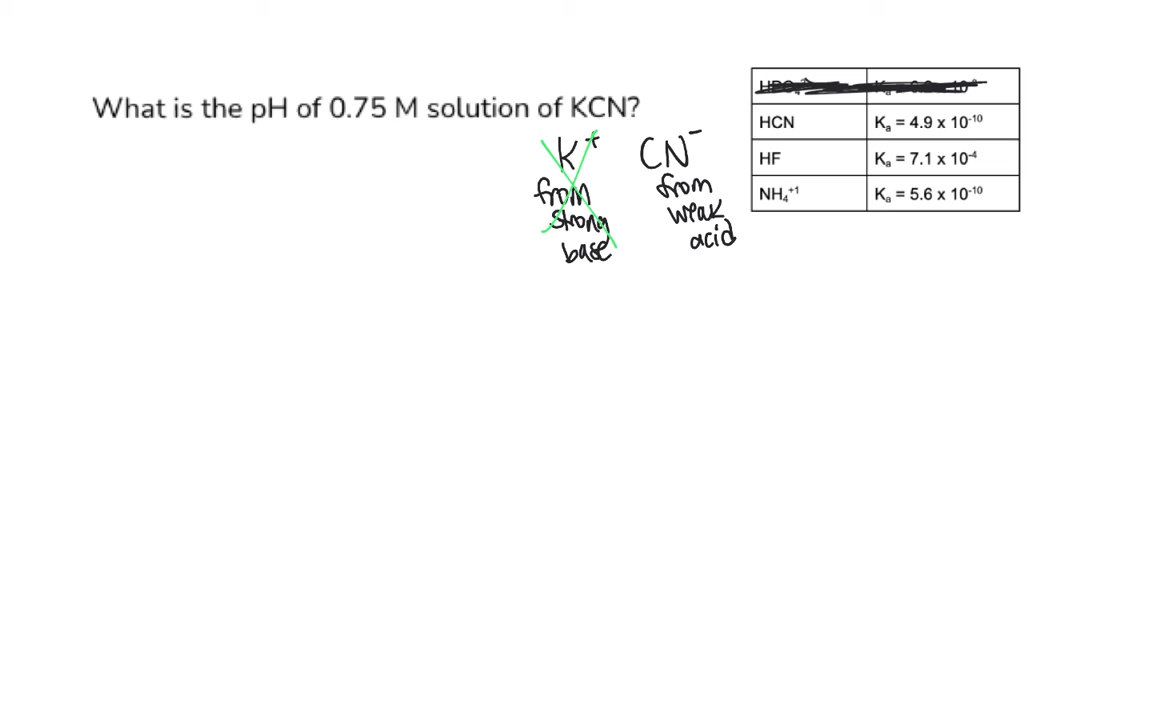 What is the pH of 0.75 M solution of KCN?
K+ CN-
from from
strong weak
base acid
HCN Ka = 4.9 x 10-10
HF Ka = 7.1 x 10-4
NH4+1 Ka = 5.6 x 10-10